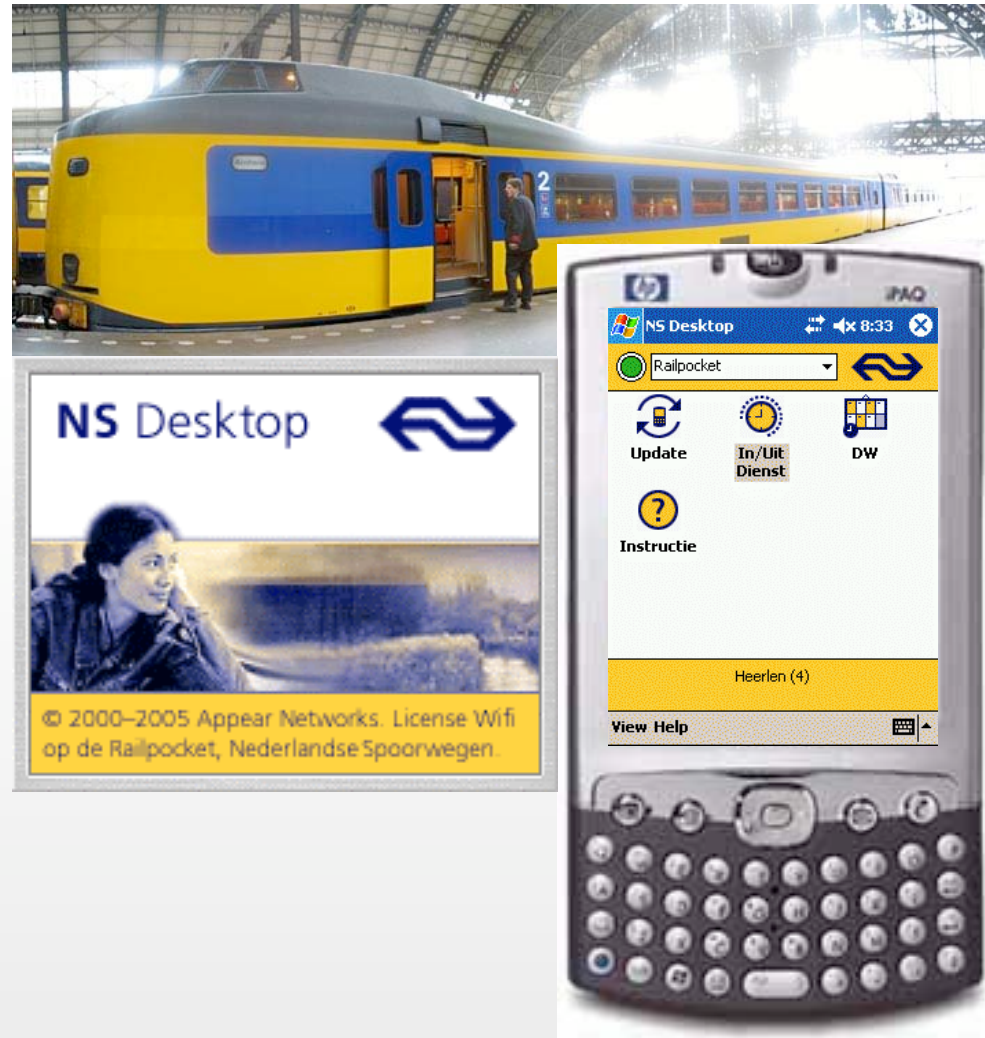 2
NS Desktop
© 2000–2005 Appear Networks. License Wifi
op de Railpocket, Nederlandse Spoorwegen.
hp
iPAQ
NS Desktop 8:33
Railpocket
Update
In/Uit
Dienst
DW
?
Instructie
Heerlen (4)
View Help